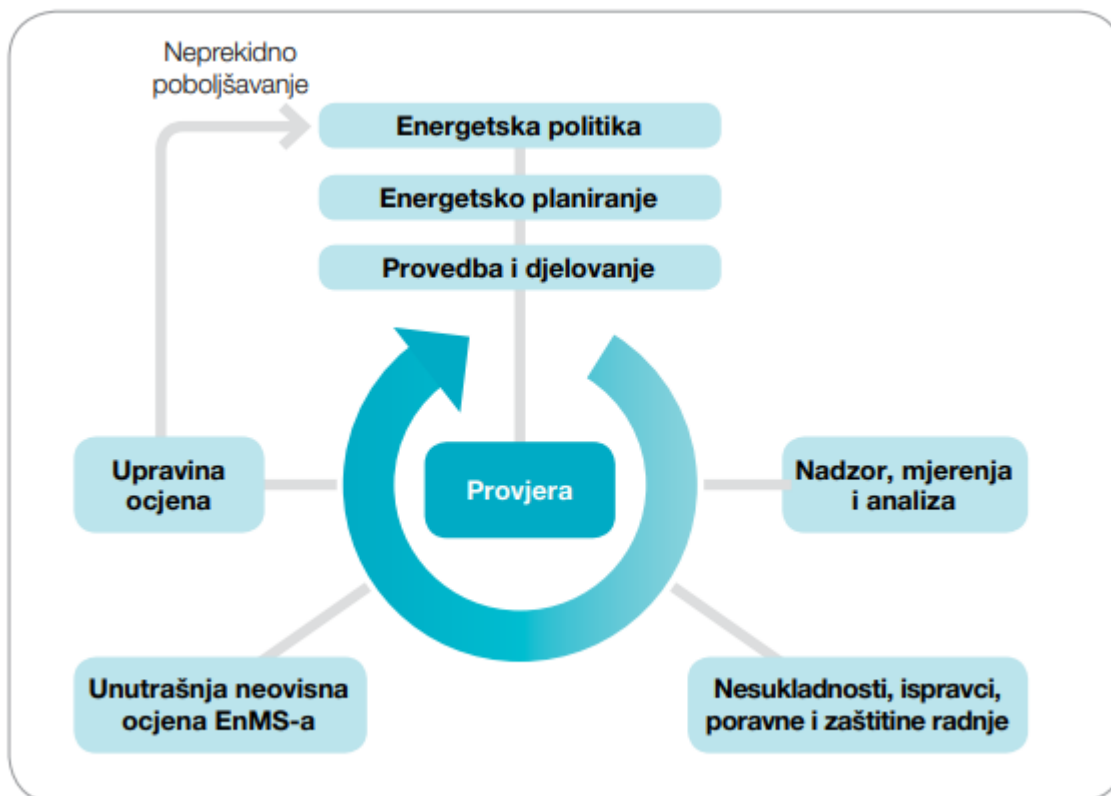 Neprekidno
poboljšavanje
Energetska politika
Energetsko planiranje
Provedba i djelovanje
Upravina
ocjena
Provjera
Nadzor, mjerenja
i analiza
Unutrašnja neovisna
ocjena EnMS-a
Nesukladnosti, ispravci,
poravne i zaštitine radnje